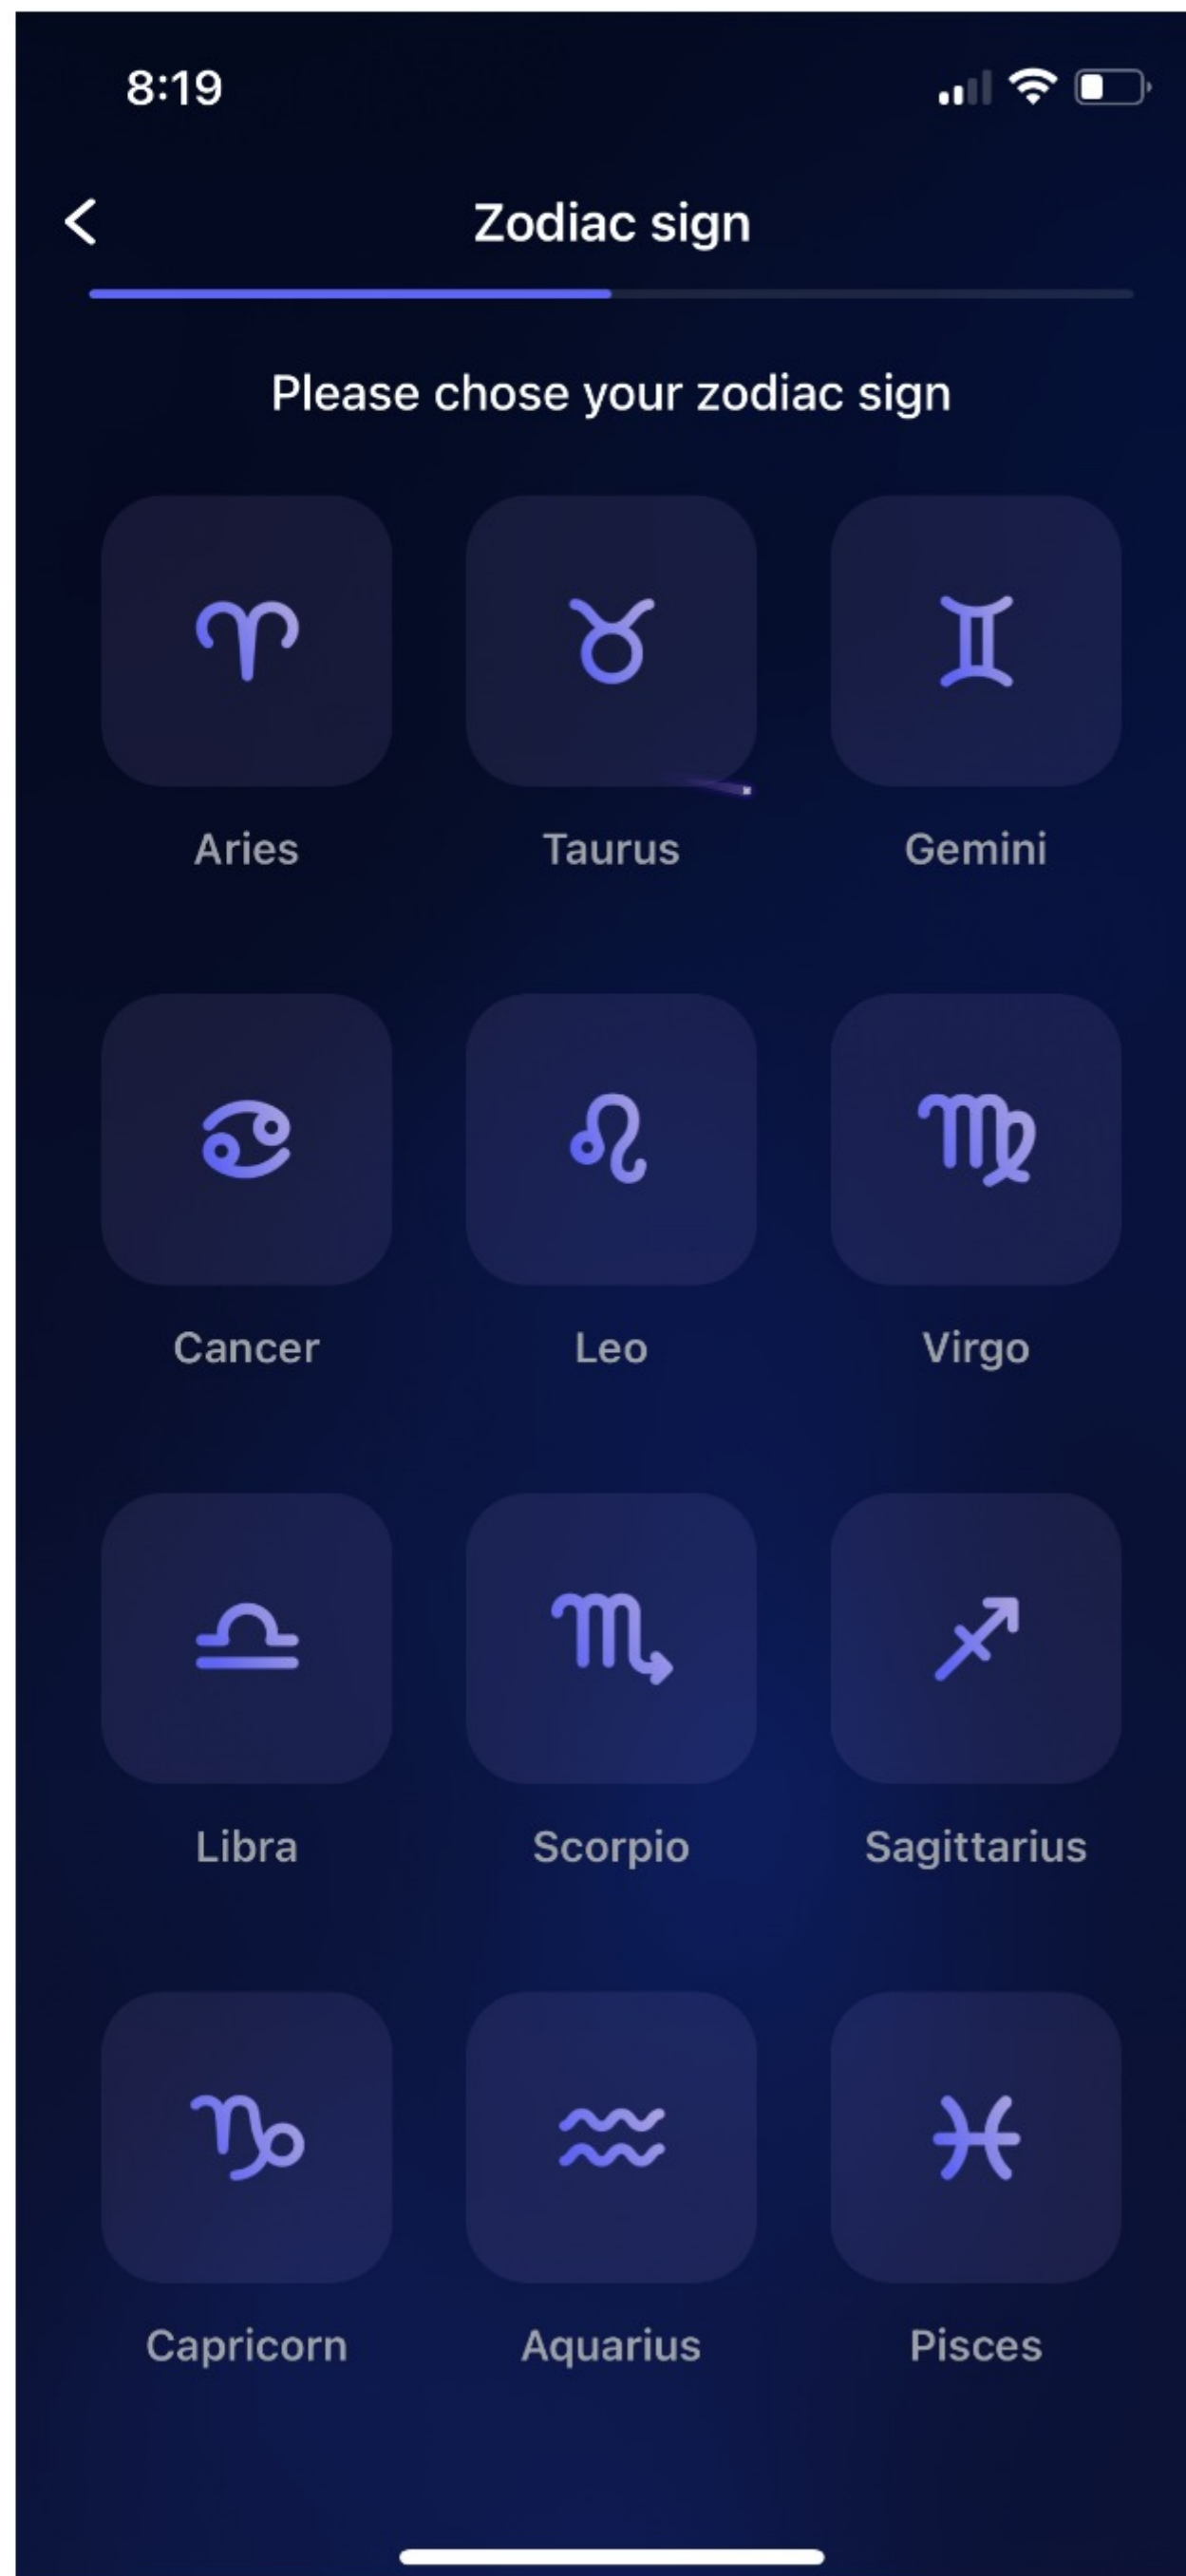 8:19
Zodiac sign
Please chose your zodiac sign
Aries Taurus Gemini
Cancer Leo Virgo
Libra Scorpio Sagittarius
Capricorn Aquarius Pisces